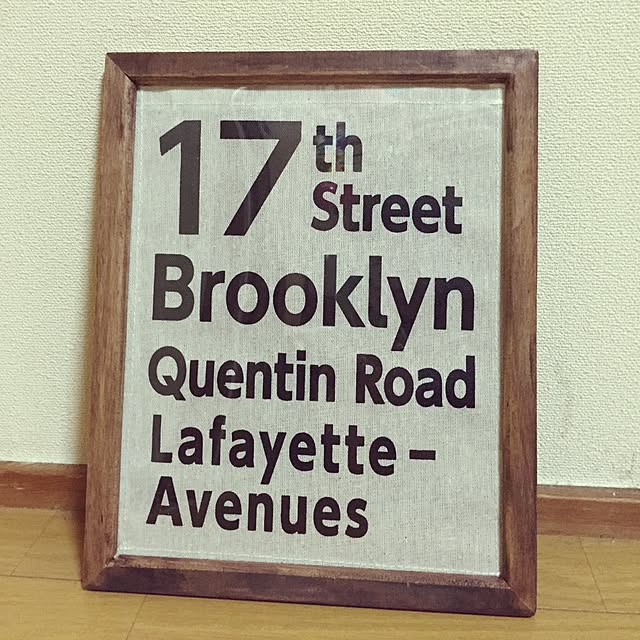 17th
Street
Brooklyn
Quentin Road
Lafayette-
Avenues